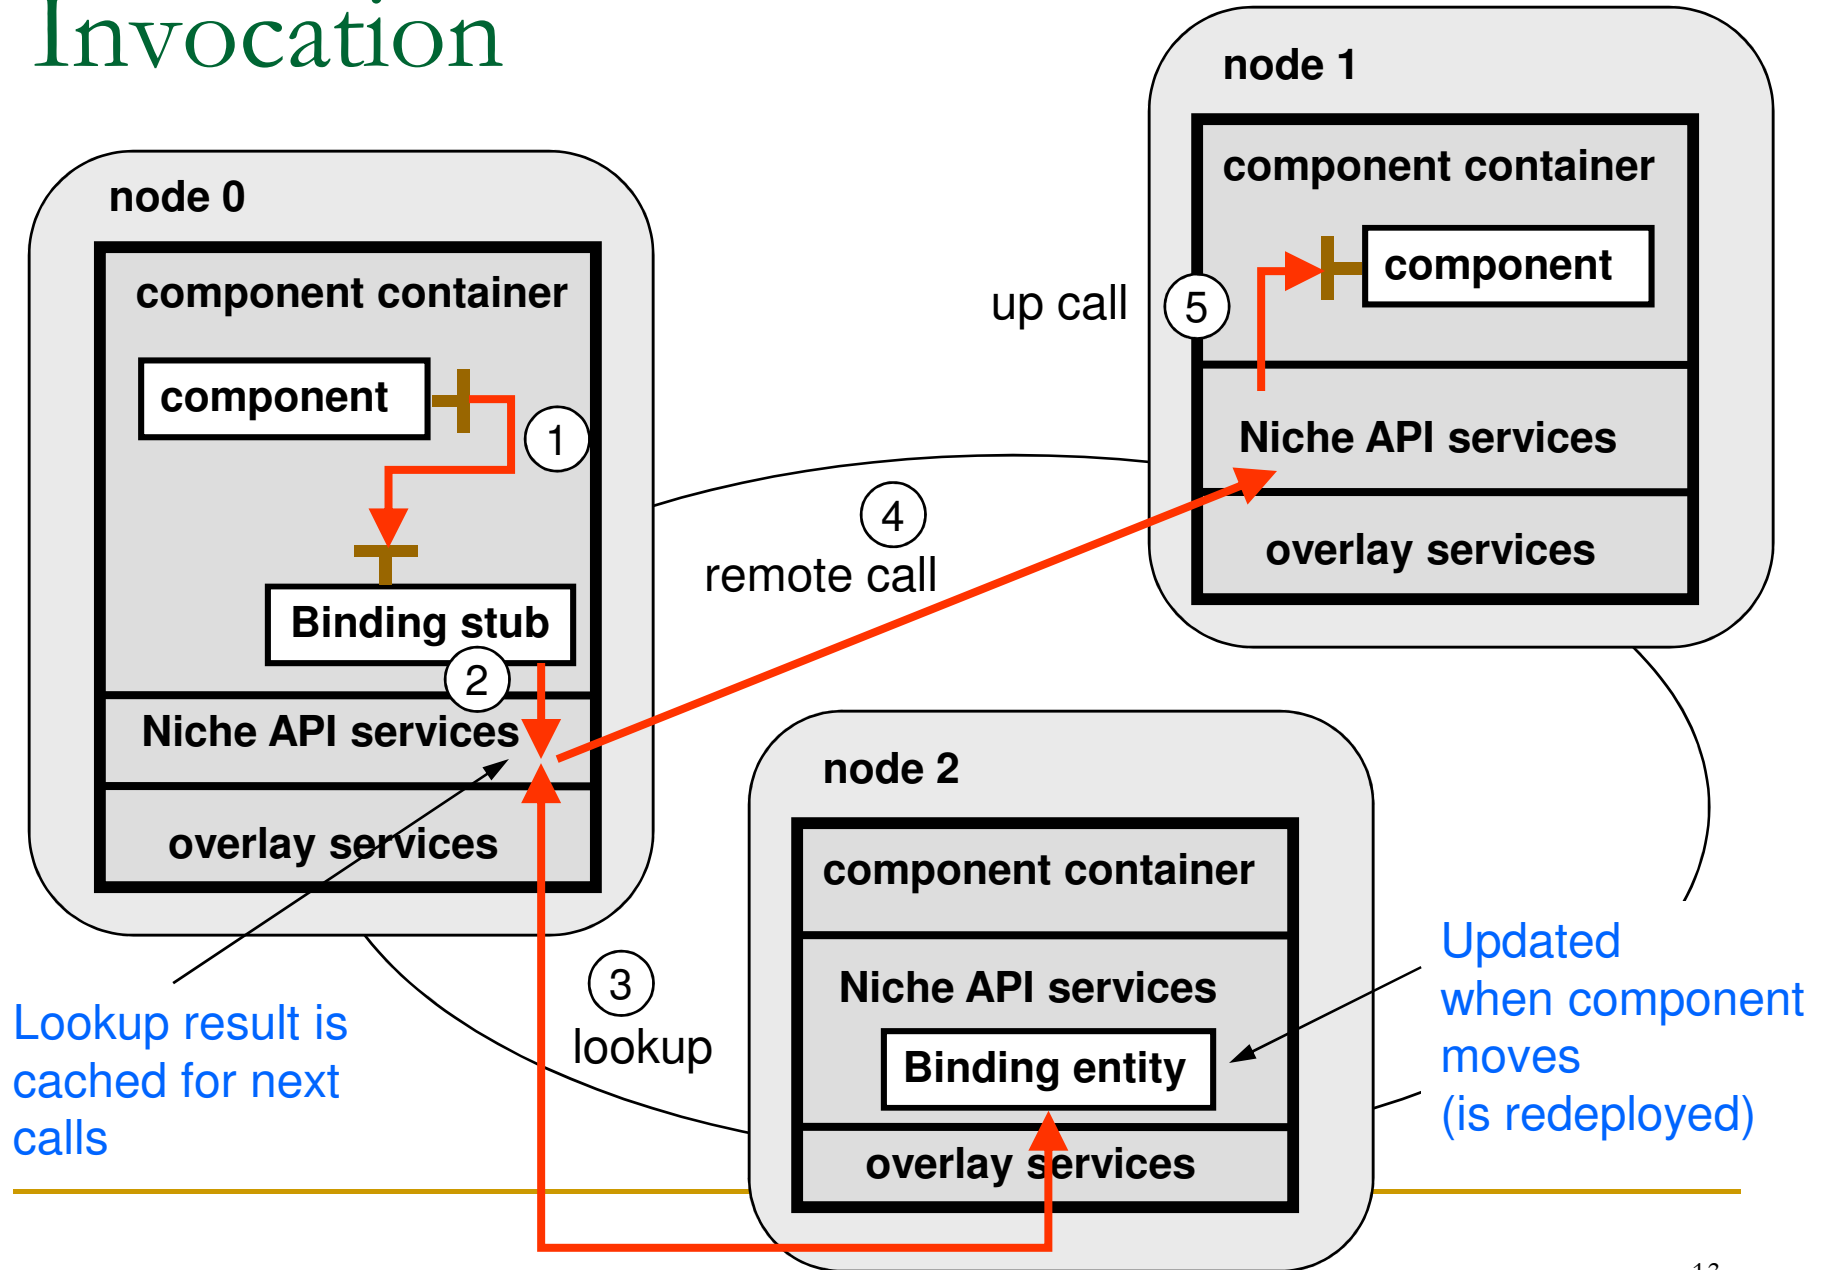 Invocation
node 0
component container
component
1
Binding stub
2
Niche API services
overlay services
node 1
component container
component
up call
5
Niche API services
overlay services
4
remote call
node 2
component container
Niche API services
Binding entity
overlay services
3
lookup
Lookup result is
cached for next
calls
Updated
when component
moves
(is redeployed)